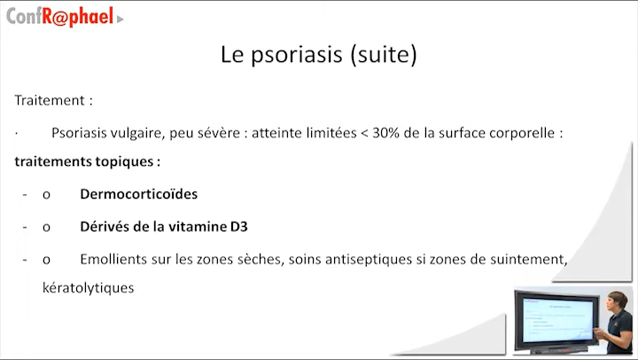 ConfR@phael
Le psoriasis (suite)
Traitement :
· Psoriasis vulgaire, peu sévère : atteinte limitées < 30% de la surface corporelle :
traitements topiques :
- o Dermocorticoïdes
- o Dérivés de la vitamine D3
- o Emollients sur les zones sèches, soins antiseptiques si zones de suintement,
kératolytiques